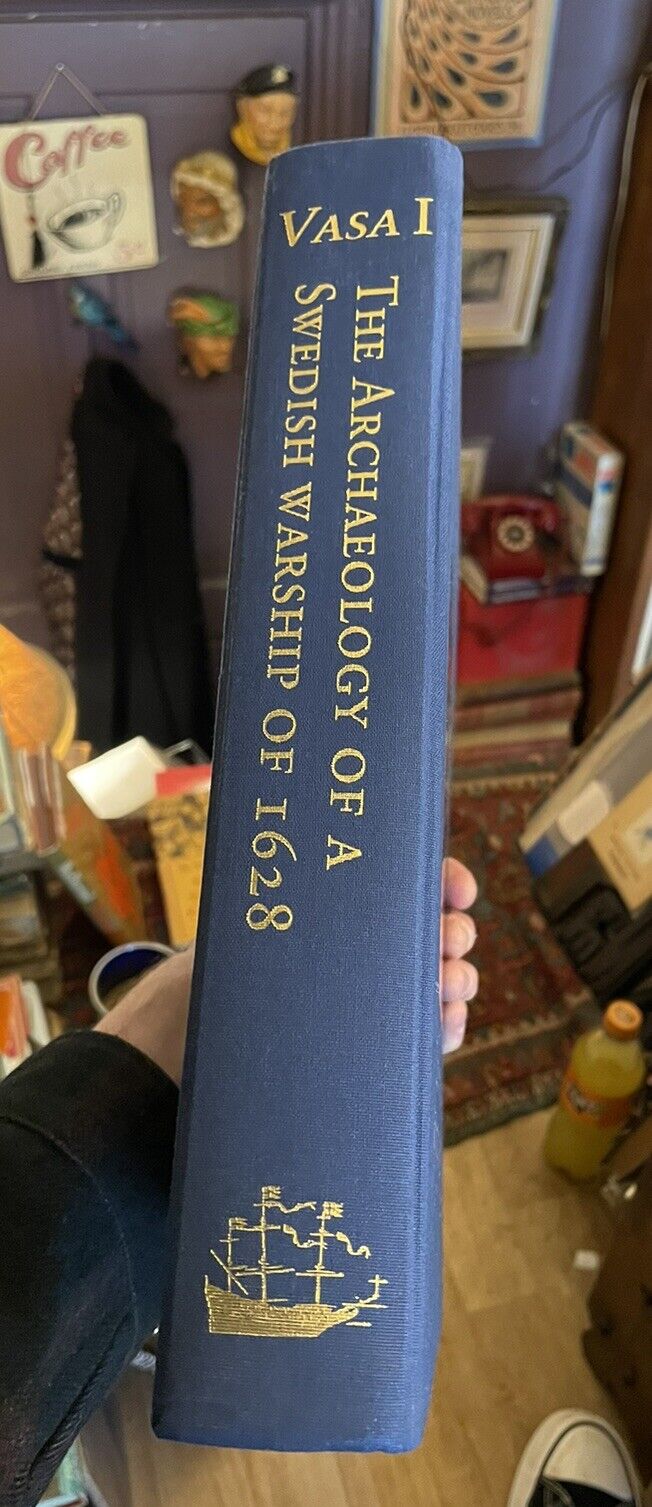 Coffee
VASA I
THE ARCHAEOLOGY OF A
SWEDISH WARSHIP OF 1628